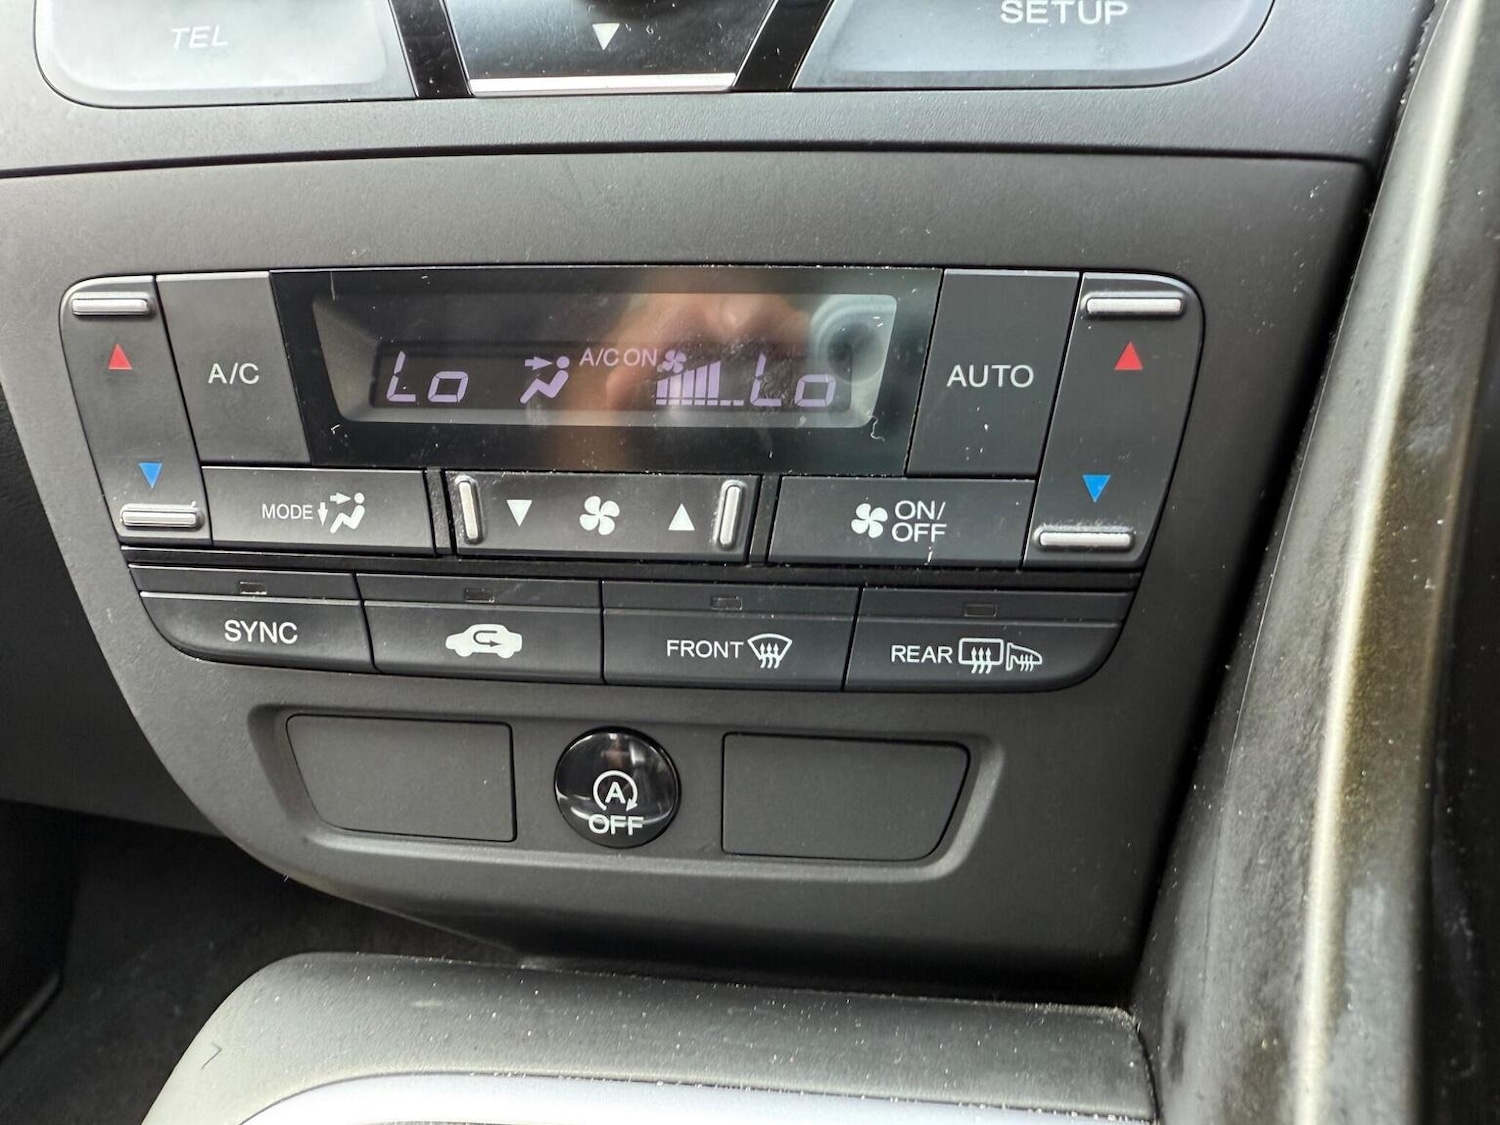 TEL
SETUP
A/C
Lo
A/C ON
Lo
AUTO
MODE
ON/
OFF
SYNC
FRONT
REAR
A
OFF